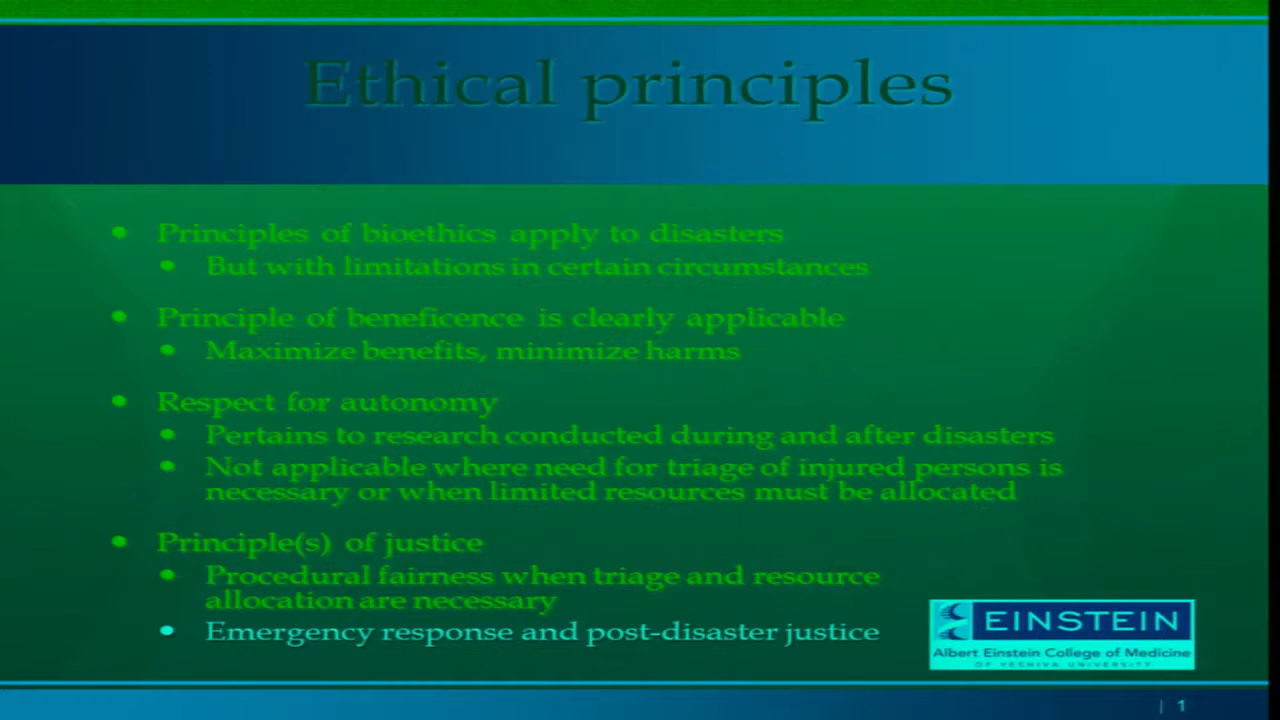 Ethical principles
• Principles of bioethics apply to disasters
• But with limitations in certain circumstances
• Principle of beneficence is clearly applicable
• Maximize benefits, minimize harms
• Respect for autonomy
• Pertains to research conducted during and after disasters
• Not applicable where need for triage of injured persons is
necessary or when limited resources must be allocated
• Principle(s) of justice
• Procedural fairness when triage and resource
allocation are necessary
• Emergency response and post-disaster justice
EINSTEIN
Albert Einstein College of Medicine
OF YESHIVA UNIVERSITY
| 1